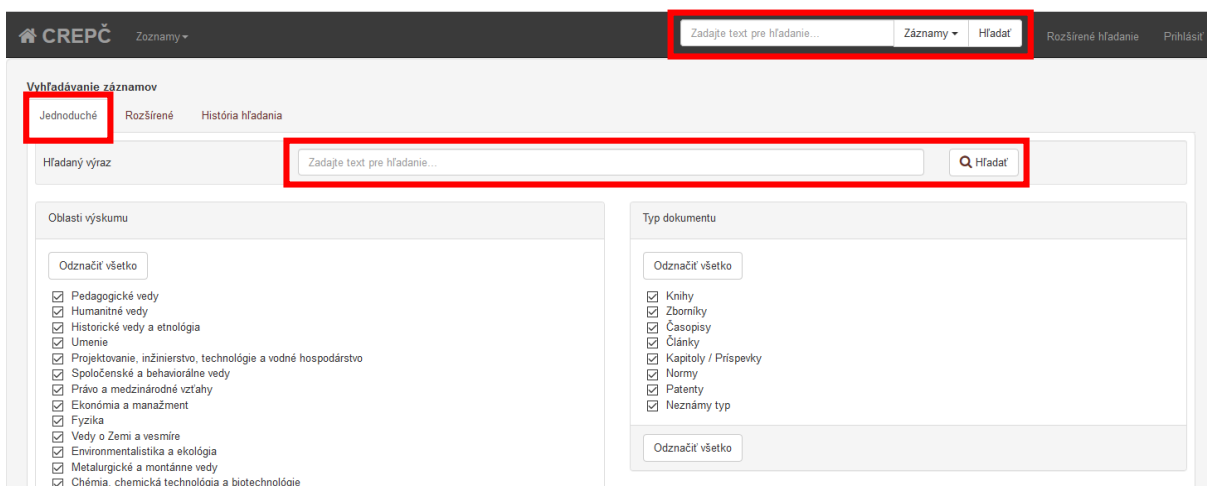 CREPČ Zoznamy Zadajte text pre hľadanie... Záznamy Hľadať Rozšírené hľadanie Prihlásiť
Vyhľadávanie záznamov
Jednoduché Rozšírené História hľadania
Hľadaný výraz Zadajte text pre hľadanie... Hľadať
Oblasti výskumu
Odznačiť všetko
Pedagogické vedy
Humanitné vedy
Historické vedy a etnológia
Umenie
Projektovanie, inžinierstvo, technológie a vodné hospodárstvo
Spoločenské a behaviorálne vedy
Právo a medzinárodné vzťahy
Ekonómia a manažment
Fyzika
Vedy o Zemi a vesmíre
Environmentalistika a ekológia
Metalurgické a montánne vedy
Chémia, chemická technológia a biotechnológie
Typ dokumentu
Odznačiť všetko
Knihy
Zborníky
Časopisy
Články
Kapitoly / Príspevky
Normy
Patenty
Neznámy typ
Odznačiť všetko